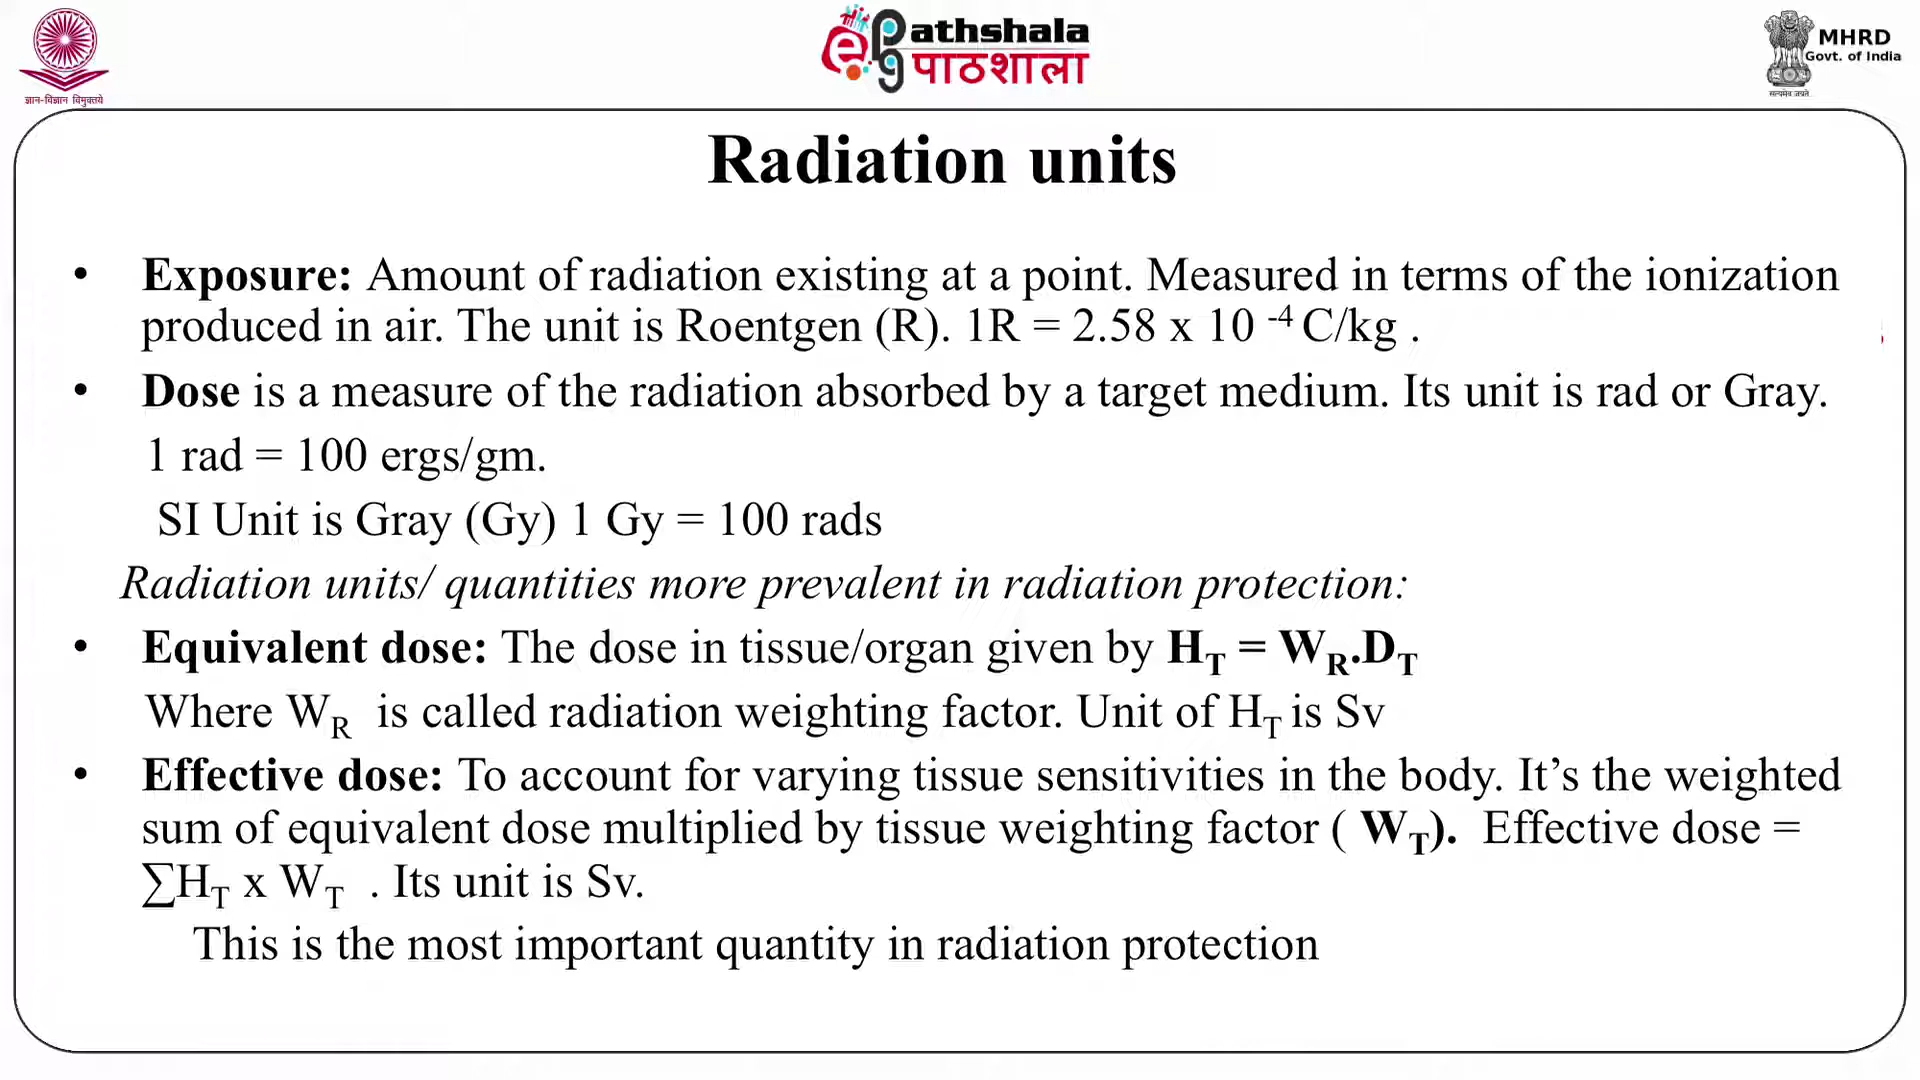 ज्ञान-विज्ञान विमुक्तये
ePGathshala
पाठशाला
MHRD
Govt. of India
सत्यमेव जयते
Radiation units
• Exposure: Amount of radiation existing at a point. Measured in terms of the ionization
produced in air. The unit is Roentgen (R). 1R = 2.58 x 10 -4 C/kg .
• Dose is a measure of the radiation absorbed by a target medium. Its unit is rad or Gray.
1 rad = 100 ergs/gm.
SI Unit is Gray (Gy) 1 Gy = 100 rads
Radiation units/ quantities more prevalent in radiation protection:
• Equivalent dose: The dose in tissue/organ given by HT = WR.DT
Where WR is called radiation weighting factor. Unit of HT is Sv
• Effective dose: To account for varying tissue sensitivities in the body. It’s the weighted
sum of equivalent dose multiplied by tissue weighting factor ( WT). Effective dose =
∑HT x WT . Its unit is Sv.
This is the most important quantity in radiation protection